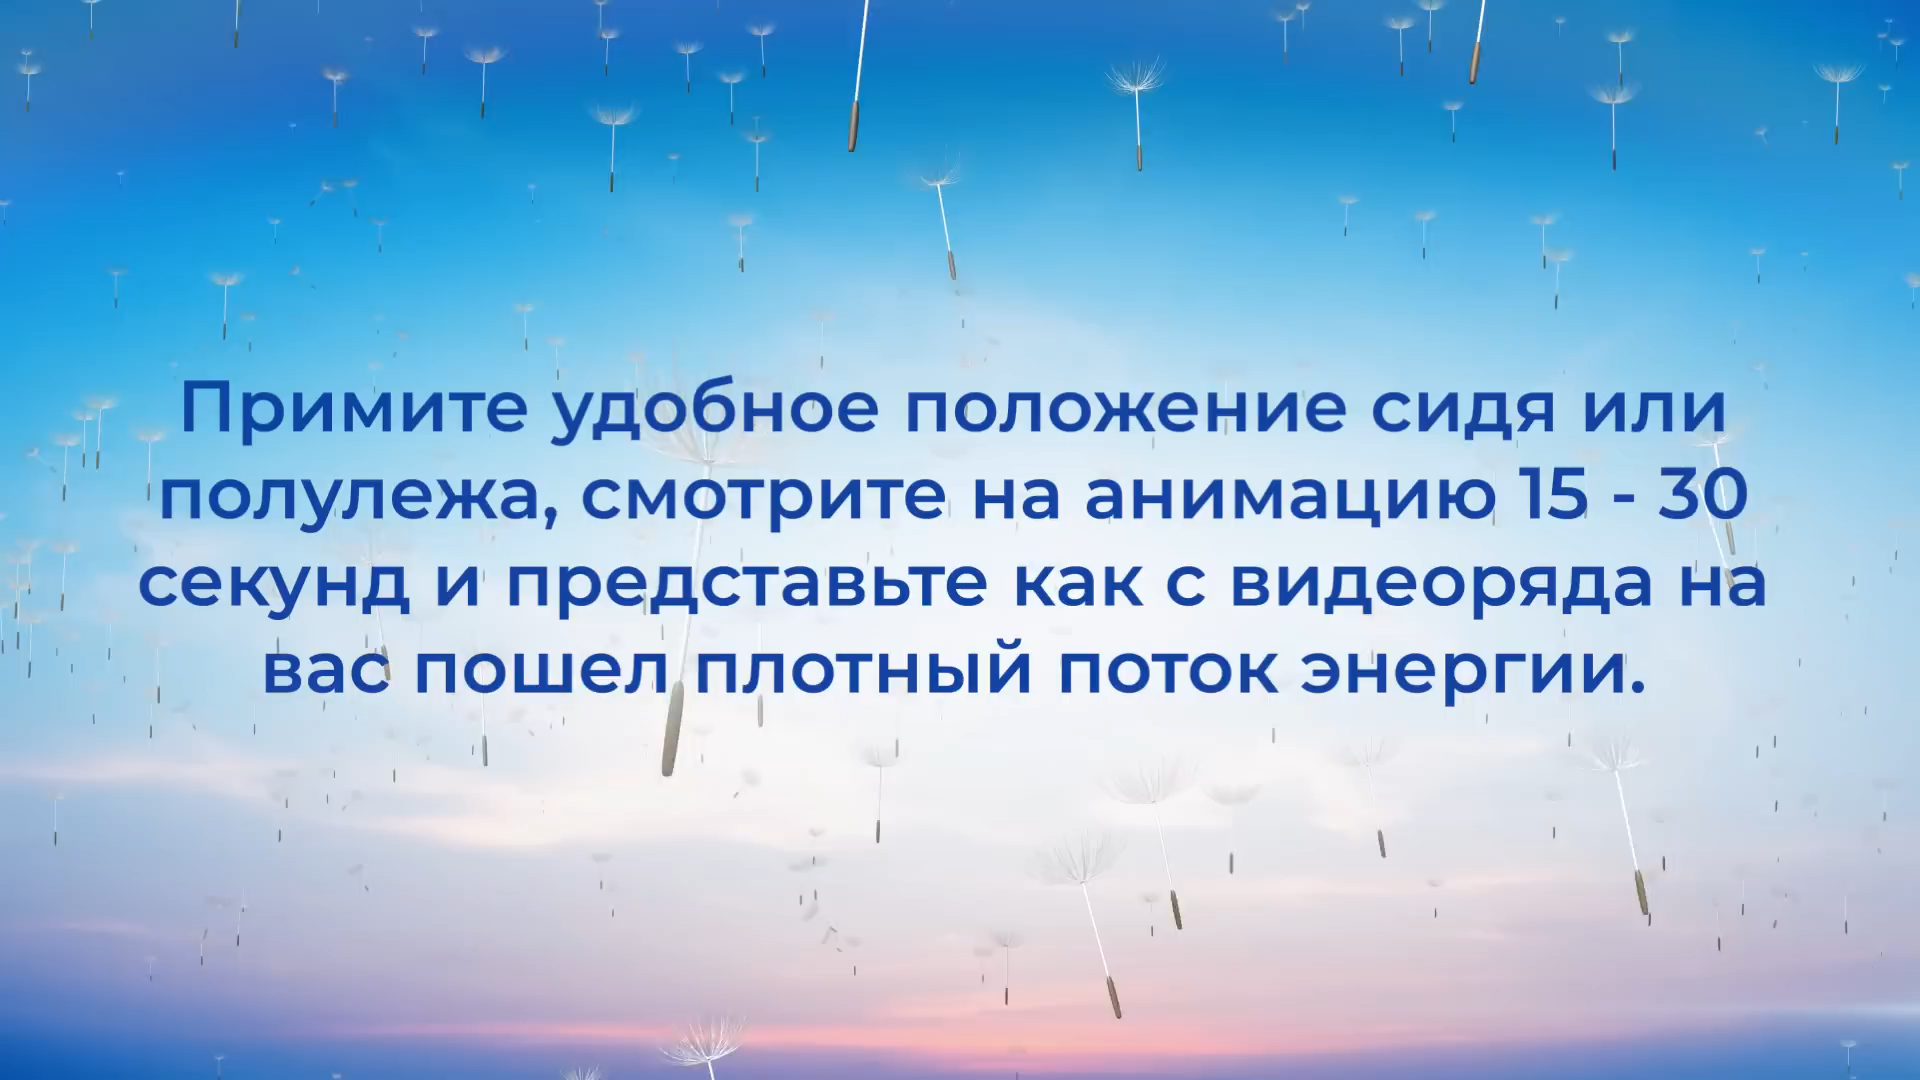 Примите удобное положение сидя или
полулежа, смотрите на анимацию 15 - 30
секунд и представьте как с видеоряда на
вас пошел плотный поток энергии.